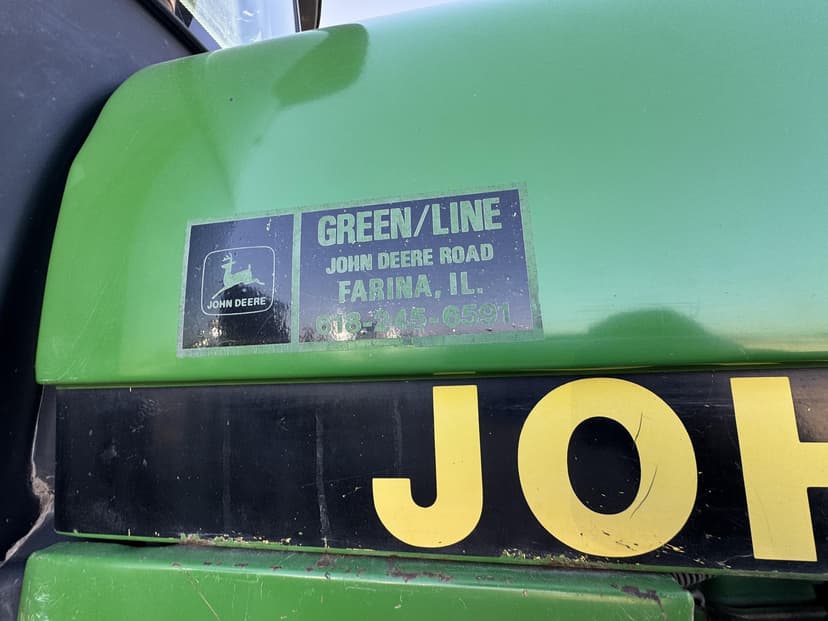 GREEN/LINE
JOHN DEERE ROAD
FARINA, IL.
618-245-6591
JOHN DEERE
JOH